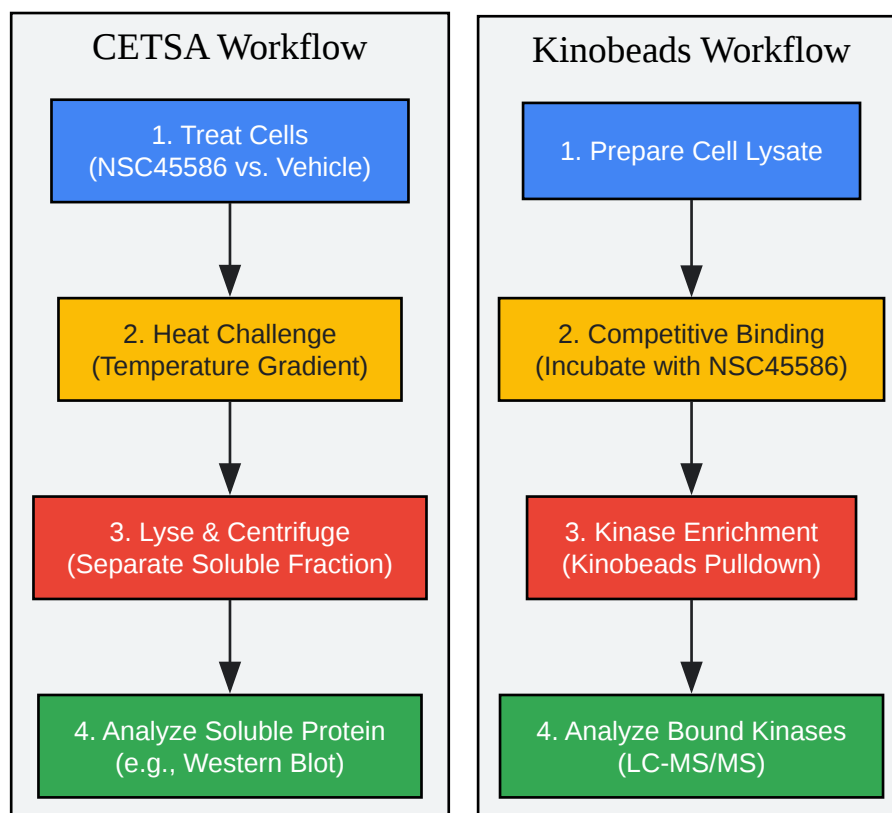 CETSA Workflow
1. Treat Cells
(NSC45586 vs. Vehicle)
2. Heat Challenge
(Temperature Gradient)
3. Lyse & Centrifuge
(Separate Soluble Fraction)
4. Analyze Soluble Protein
(e.g., Western Blot)
Kinobeads Workflow
1. Prepare Cell Lysate
2. Competitive Binding
(Incubate with NSC45586)
3. Kinase Enrichment
(Kinobeads Pulldown)
4. Analyze Bound Kinases
(LC-MS/MS)